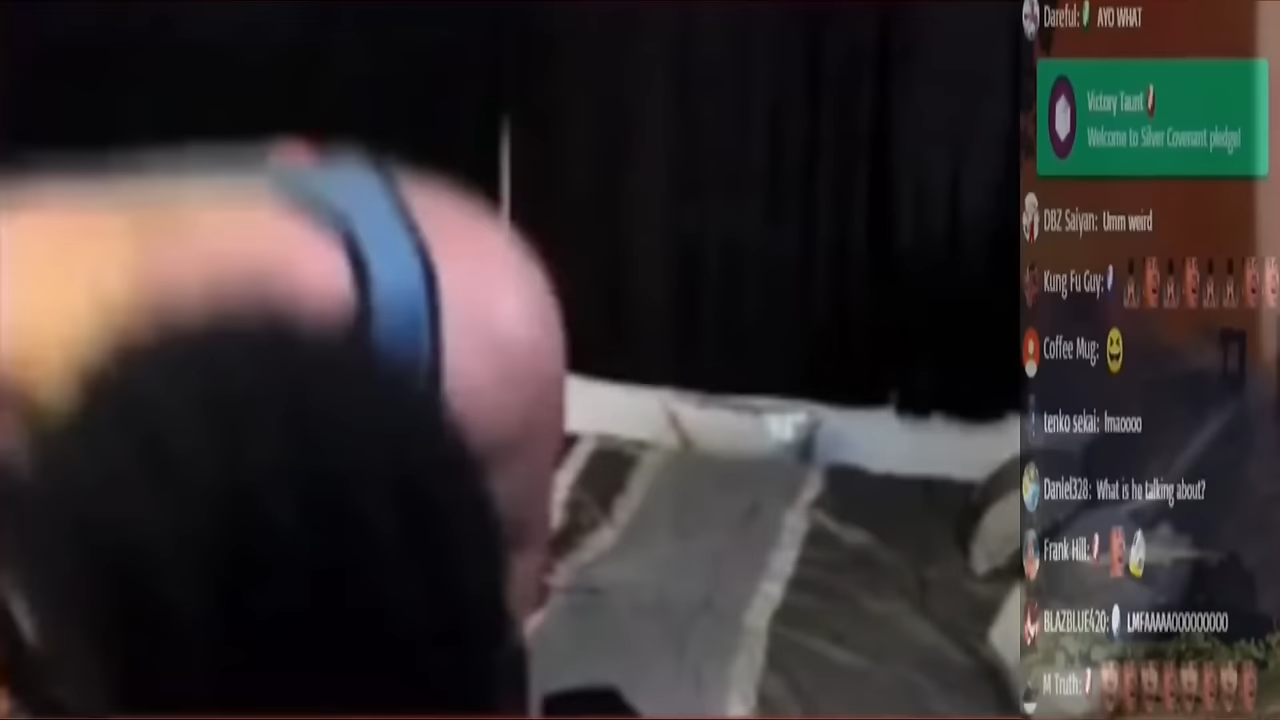 Dareful: AYO WHAT
Victory Taunt
Welcome to Silver Covenant pledge!
DBZ Saiyan: Umm weird
Kung Fu Guy:
Coffee Mug:
tenko sekai: lmaoooo
Daniel328: What is he talking about?
Frank Hill:
BLAZBLUE420: LMFAAAAAOOOOOOOOOO
M Truth: